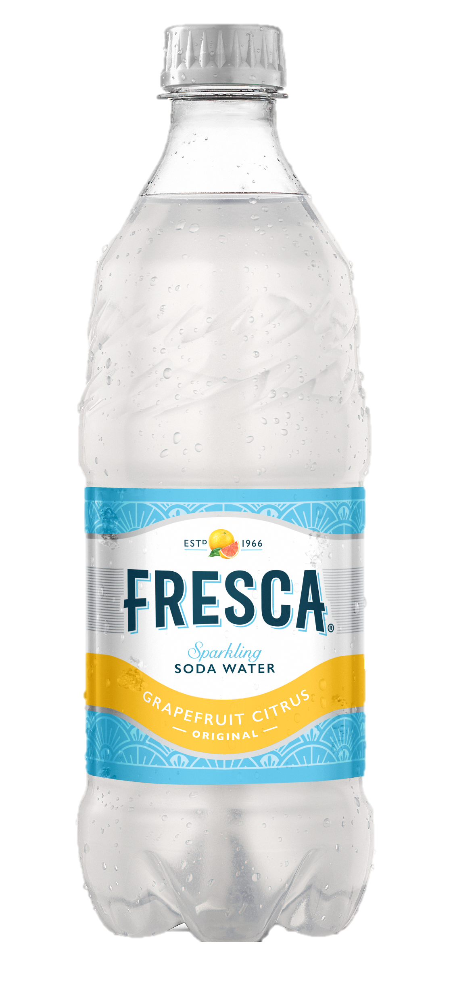 ESTD 1966
FRESCA®
Sparkling
SODA WATER
GRAPEFRUIT CITRUS
ORIGINAL